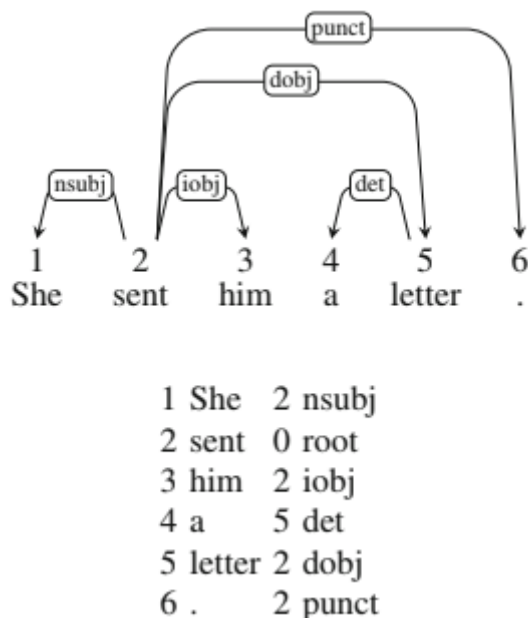 punct
dobj
nsubj iobj det
1 2 3 4 5 6
She sent him a letter .
1 She 2 nsubj
2 sent 0 root
3 him 2 iobj
4 a 5 det
5 letter 2 dobj
6 . 2 punct